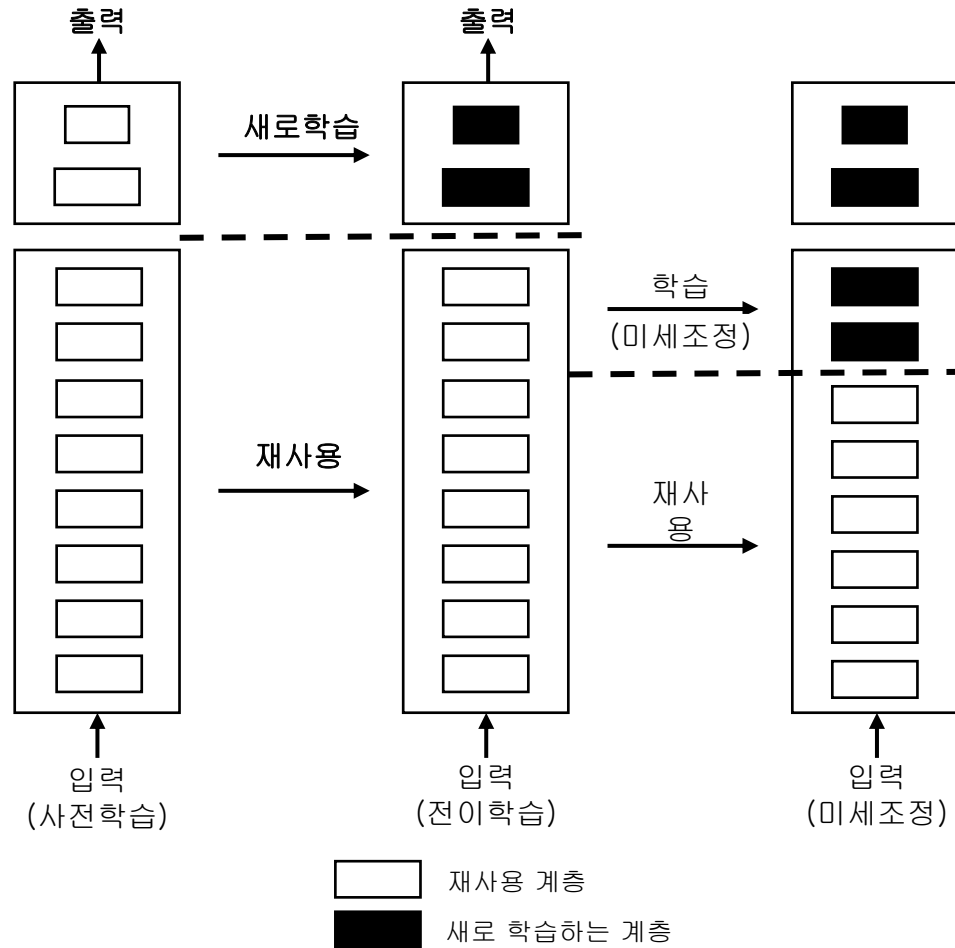 출력
출력
새로학습
학습
(미세조정)
재사용
재사
용
입력
(사전학습)
입력
(전이학습)
입력
(미세조정)
재사용 계층
새로 학습하는 계층